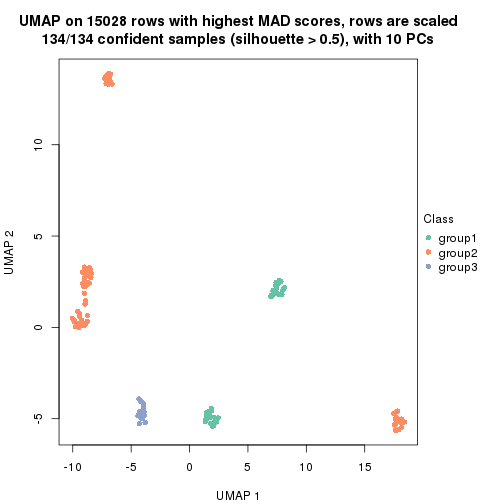 UMAP on 15028 rows with highest MAD scores, rows are scaled
134/134 confident samples (silhouette > 0.5), with 10 PCs
UMAP 2
10
5
0
-5
-10
-5
0
5
10
15
UMAP 1
Class
group1
group2
group3